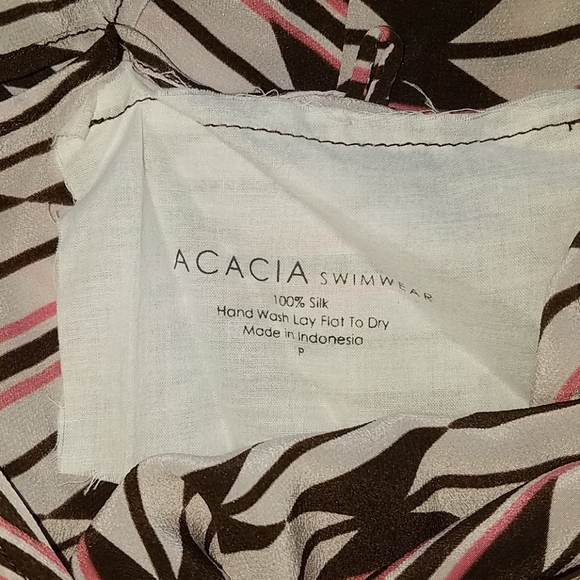 ACACIA SWIMWEAR
100% Silk
Hand Wash Lay Flat To Dry
Made in Indonesia
P